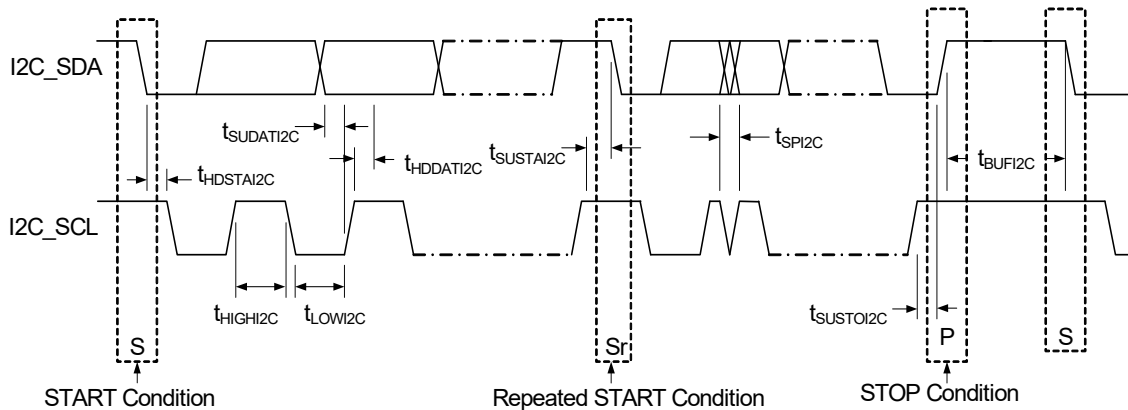 I2C_SDA
tSUDATI2C
tHDDATI2C
tSUSTAI2C
tSPI2C
tBUFI2C
tHDSTAI2C
I2C_SCL
tHIGHI2C
tLOWI2C
tSUSTOI2C
S
Sr
P
S
START Condition
Repeated START Condition
STOP Condition